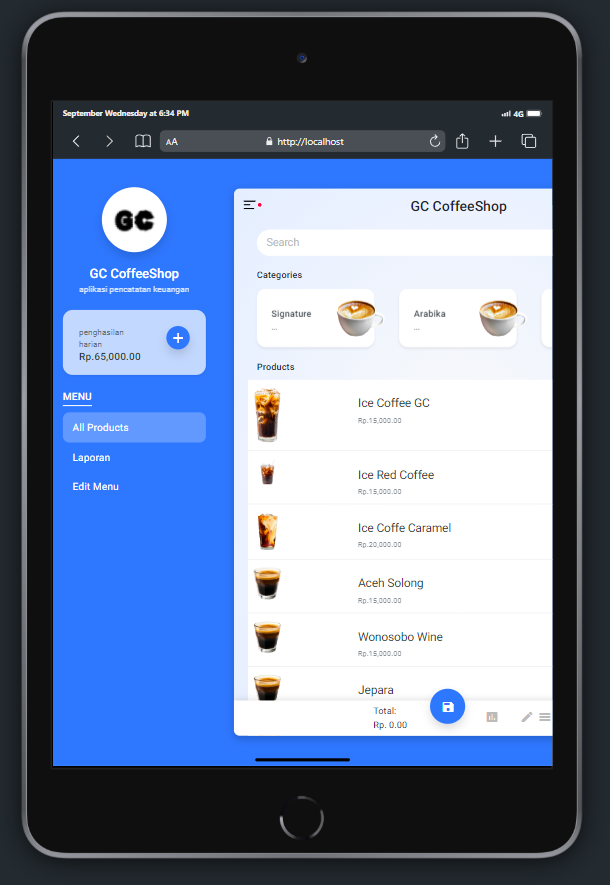 September Wednesday at 6:34 PM
4G
AA
http://localhost
GC
GC CoffeeShop
aplikasi pencatatan keuangan
penghasilan
harian
Rp.65,000.00
MENU
All Products
Laporan
Edit Menu
GC CoffeeShop
Search
Categories
Signature
...
Arabika
...
Products
Ice Coffee GC
Rp.15,000.00
Ice Red Coffee
Rp.15,000.00
Ice Coffe Caramel
Rp.20,000.00
Aceh Solong
Rp.15,000.00
Wonosobo Wine
Rp.15,000.00
Jepara
Total:
Rp. 0.00